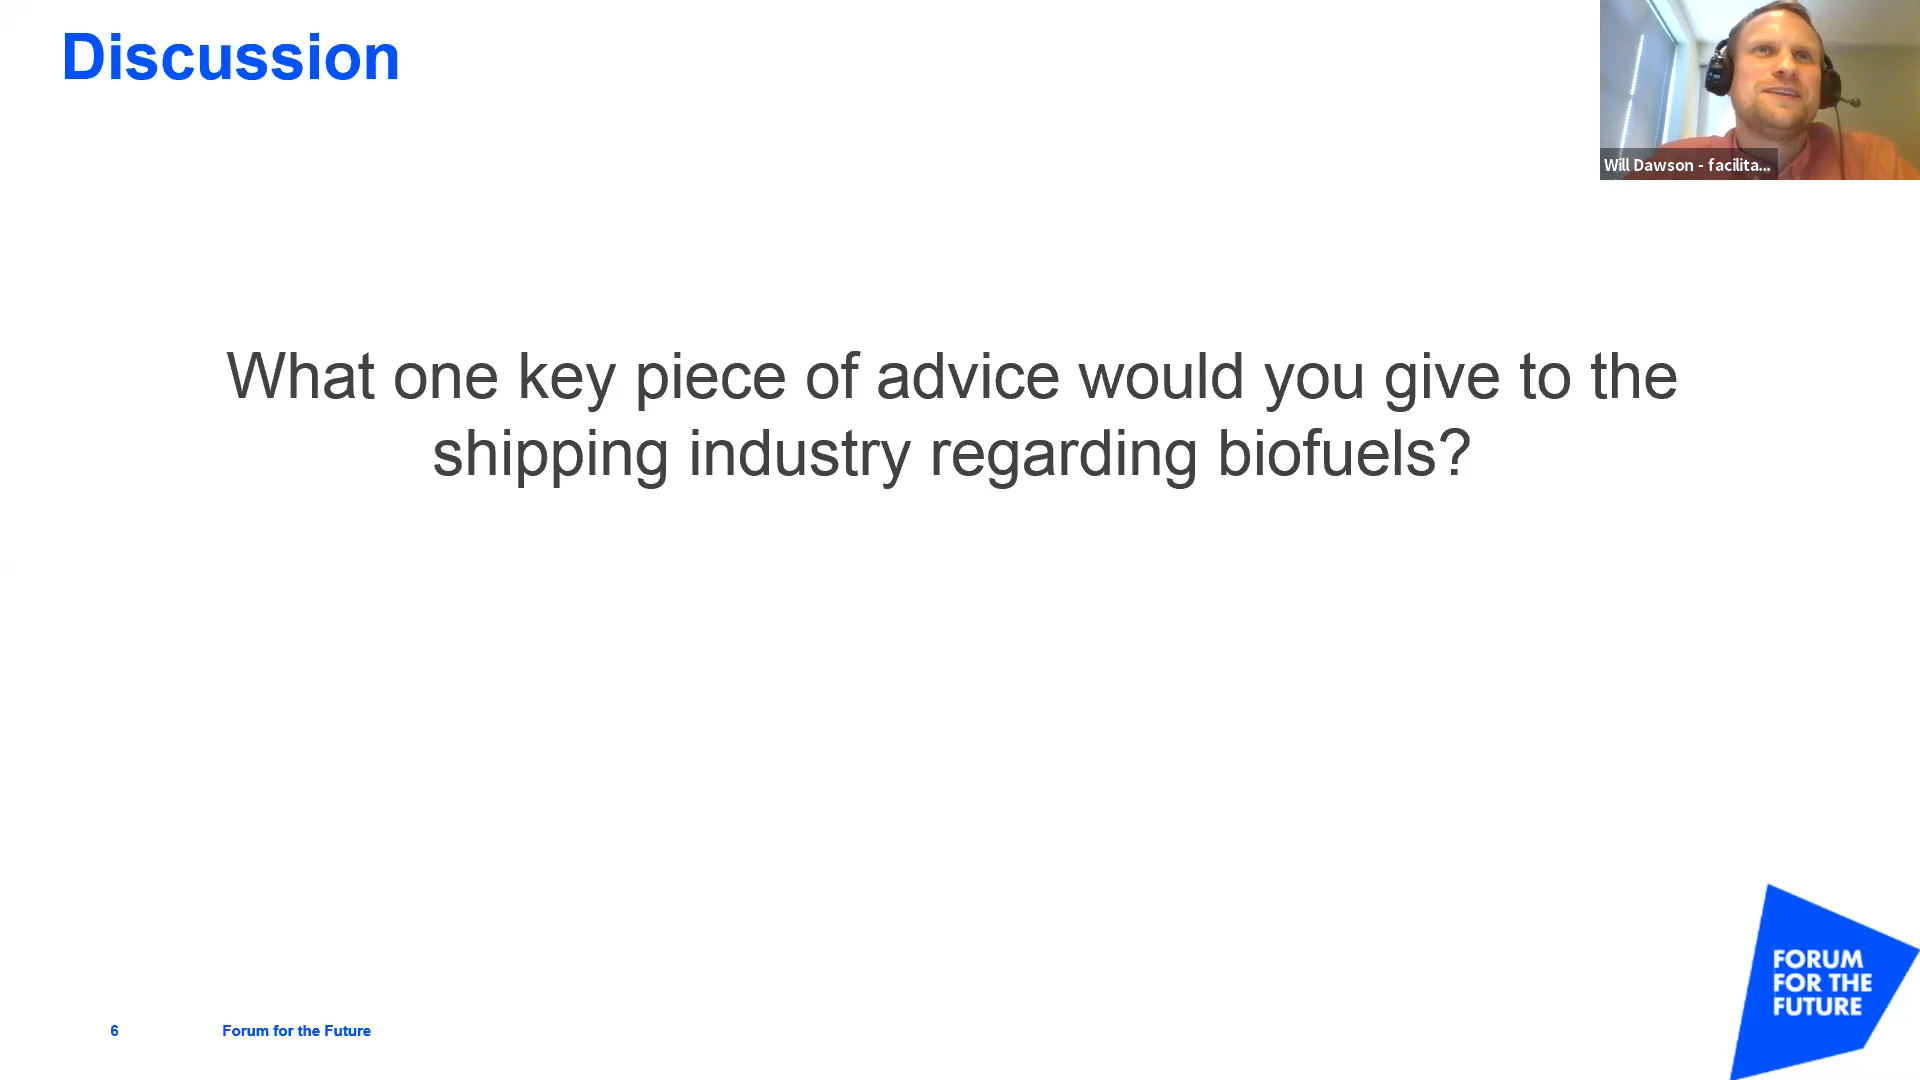 Discussion
Will Dawson - facilita...
What one key piece of advice would you give to the
shipping industry regarding biofuels?
FORUM
FOR THE
FUTURE
6
Forum for the Future